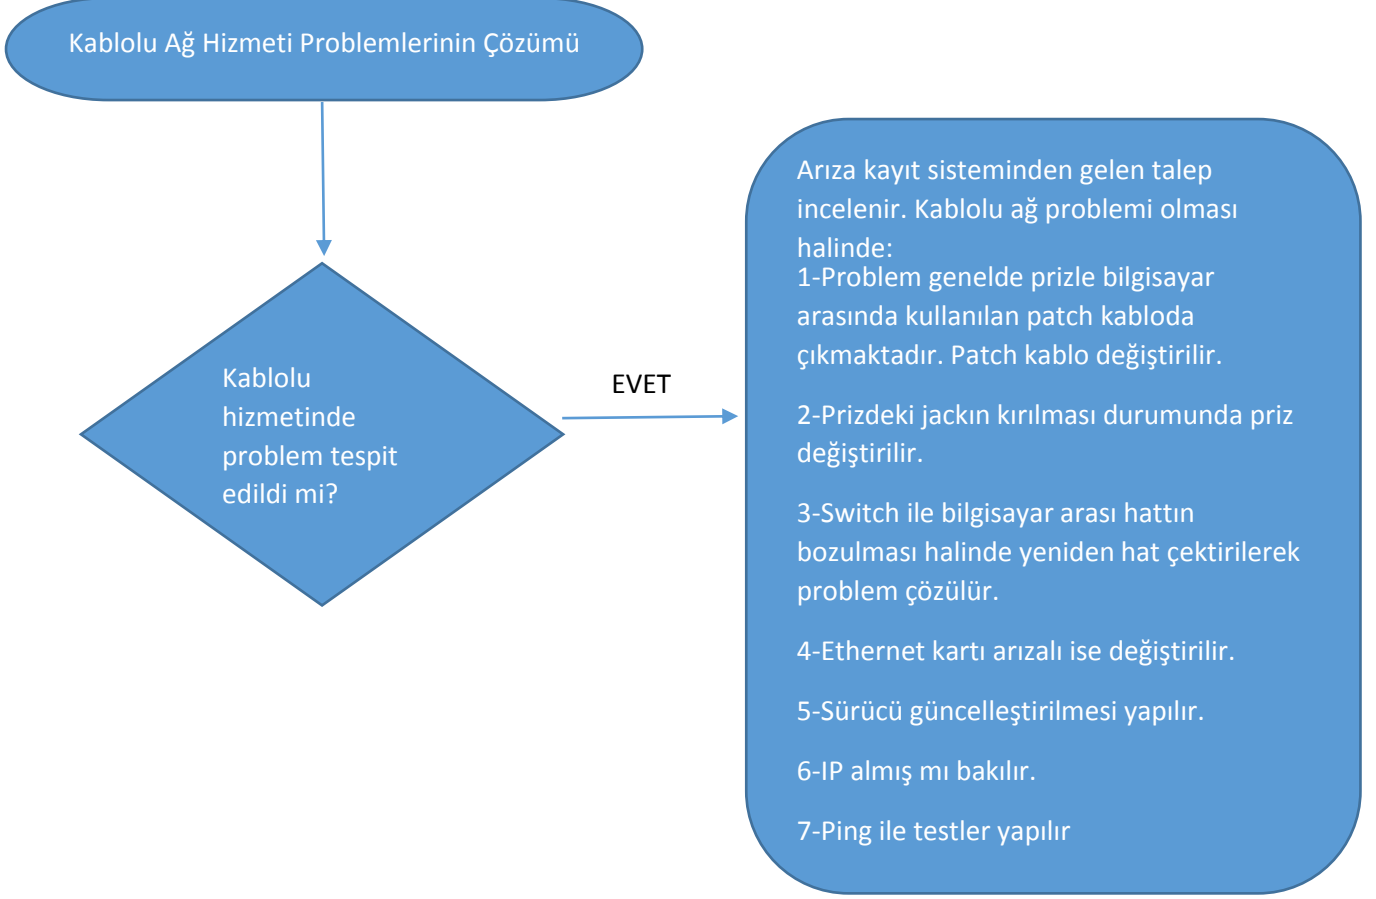 Kablolu Ağ Hizmeti Problemlerinin Çözümü
Kablolu
hizmetinde
problem tespit
edildi mi?
EVET
Arıza kayıt sisteminden gelen talep
incelenir. Kablolu ağ problemi olması
halinde:
1-Problem genelde prizle bilgisayar
arasında kullanılan patch kabloda
çıkmaktadır. Patch kablo değiştirilir.
2-Prizdeki jackın kırılması durumunda priz
değiştirilir.
3-Switch ile bilgisayar arası hattın
bozulması halinde yeniden hat çektirilerek
problem çözülür.
4-Ethernet kartı arızalı ise değiştirilir.
5-Sürücü güncelleştirilmesi yapılır.
6-IP almış mı bakılır.
7-Ping ile testler yapılır